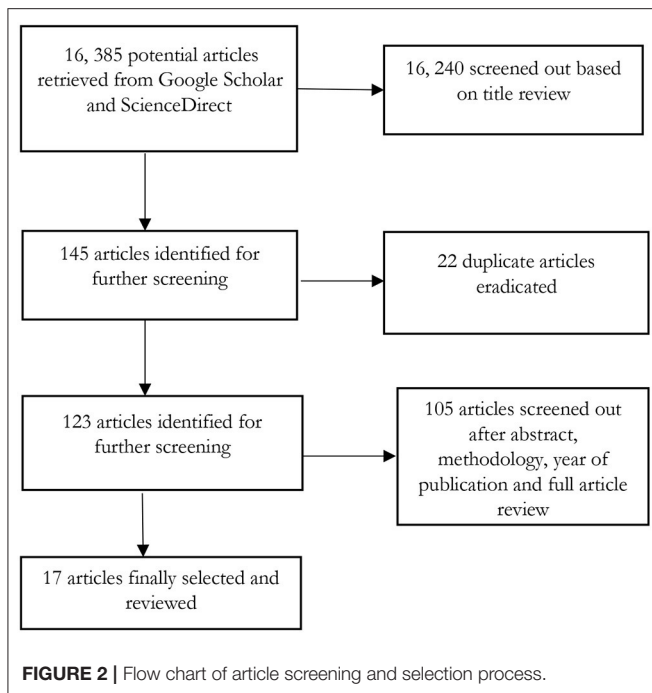 16, 385 potential articles
retrieved from Google Scholar
and ScienceDirect
16, 240 screened out based
on title review
145 articles identified for
further screening
22 duplicate articles
eradicated
123 articles identified for
further screening
105 articles screened out
after abstract,
methodology, year of
publication and full article
review
17 articles finally selected and
reviewed
FIGURE 2 | Flow chart of article screening and selection process.